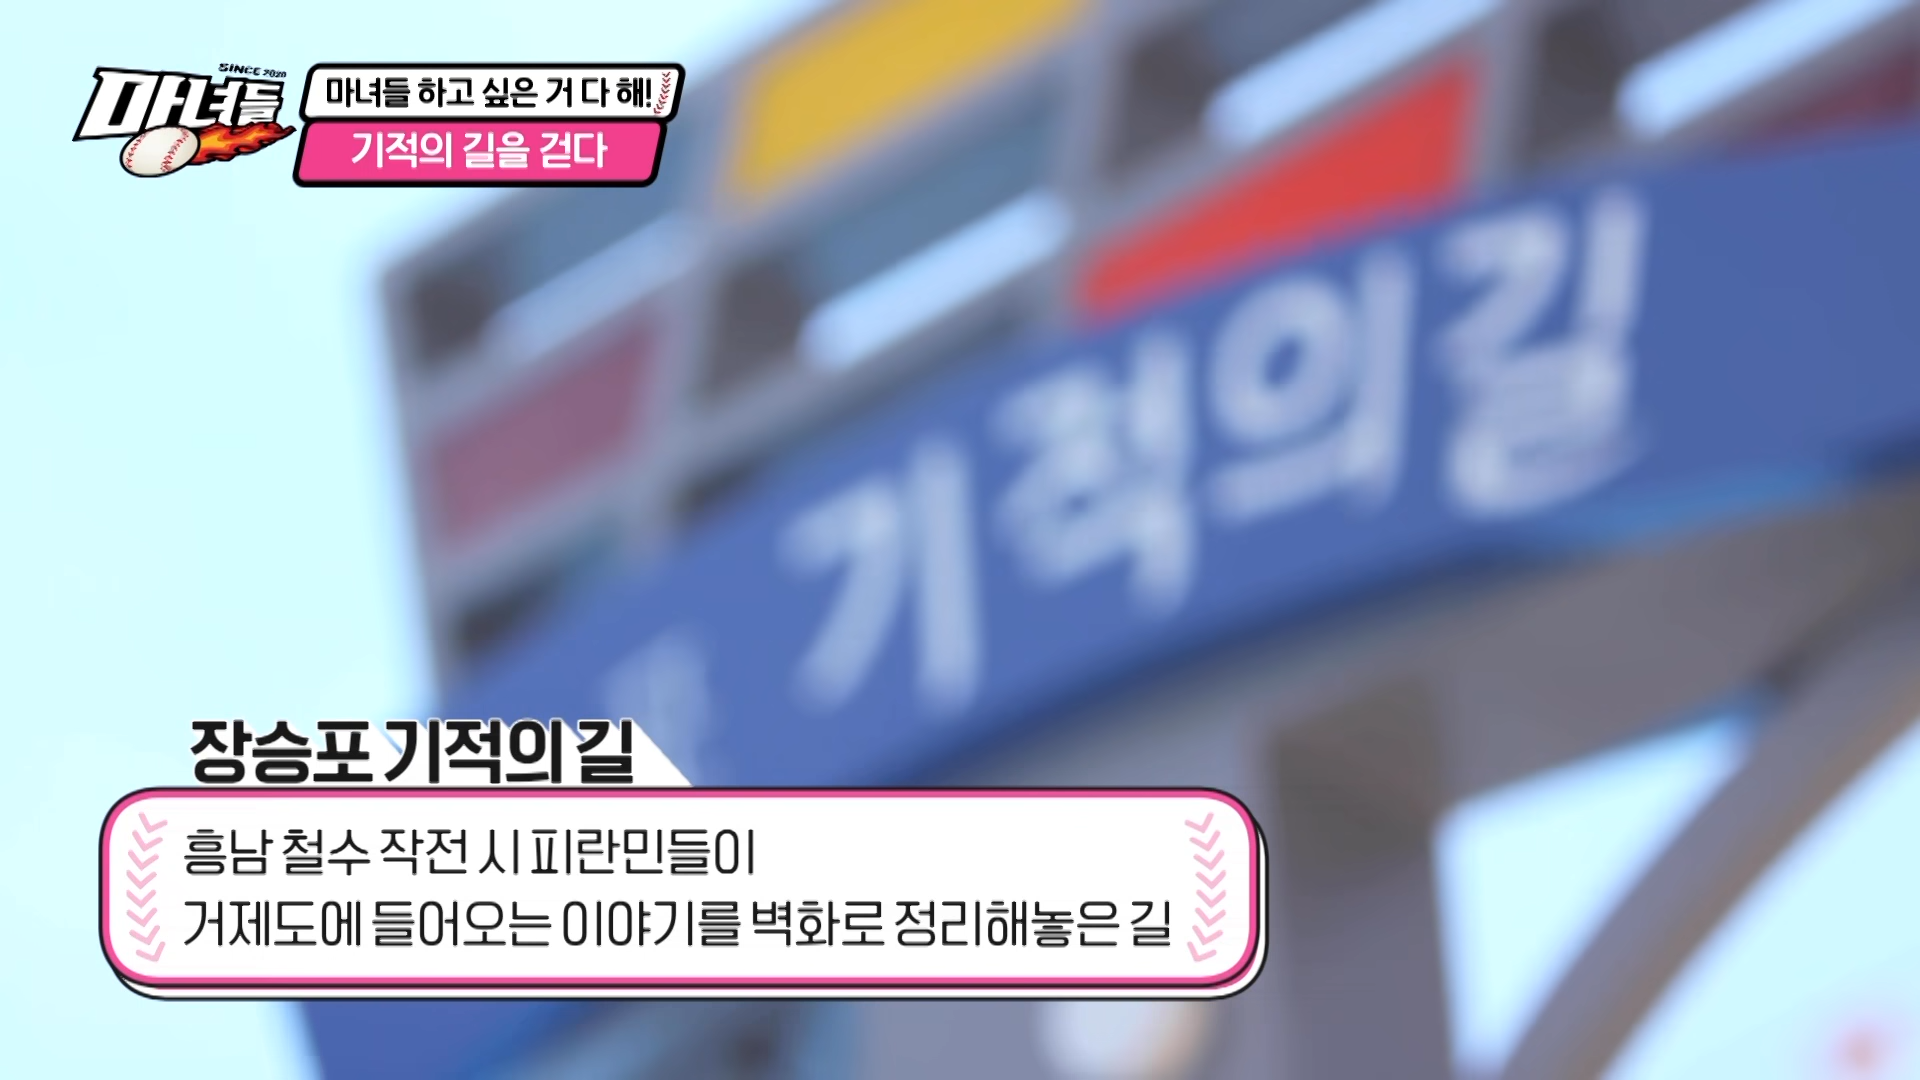 SINCE 2020
마녀들
마녀들 하고 싶은 거 다 해!
기적의 길을 걷다
기적의길
장승포 기적의 길
흥남 철수 작전 시 피란민들이
거제도에 들어오는 이야기를 벽화로 정리해놓은 길